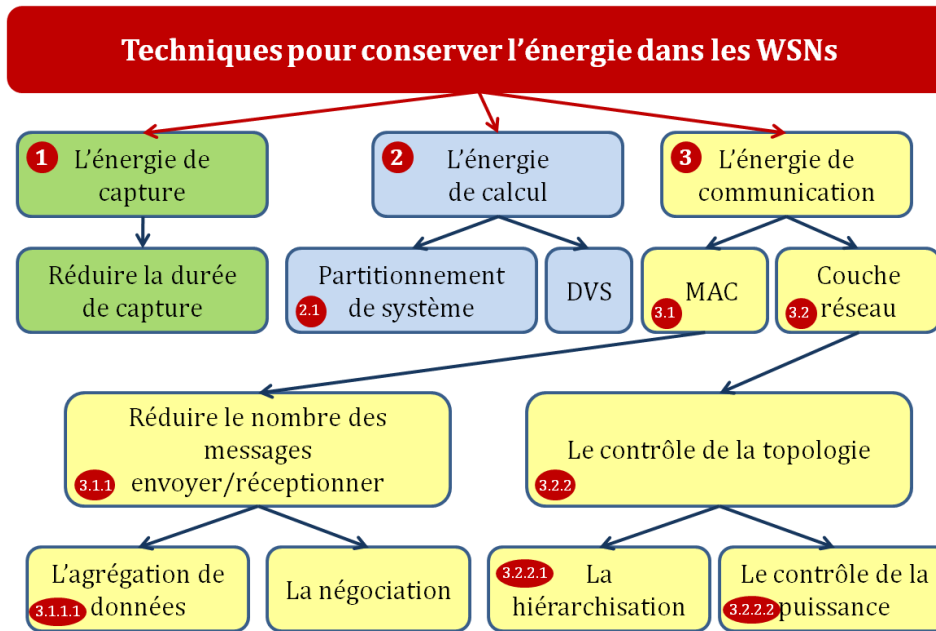 Techniques pour conserver l'énergie dans les WSNs
1 L'énergie de
capture
2 L'énergie
de calcul
3 L'énergie de
communication
Réduire la durée
de capture
Partitionnement
2.1 de système
DVS
MAC
3.1
Couche
3.2 réseau
Réduire le nombre des
messages
3.1.1 envoyer/réceptionner
Le contrôle de la topologie
3.2.2
L'agrégation de
3.1.1.1 données
La négociation
3.2.2.1 La
hiérarchisation
Le contrôle de la
3.2.2.2 puissance